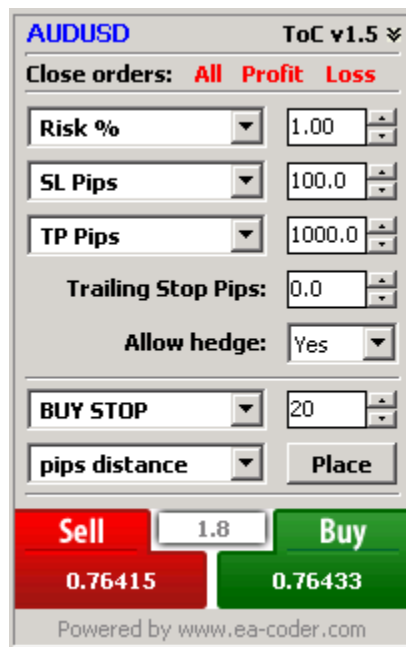 AUDUSD ToC v1.5
Close orders: All Profit Loss
Risk % 1.00
SL Pips 100.0
TP Pips 1000.0
Trailing Stop Pips: 0.0
Allow hedge: Yes
BUY STOP 20
pips distance Place
Sell 1.8 Buy
0.76415 0.76433
Powered by www.ea-coder.com